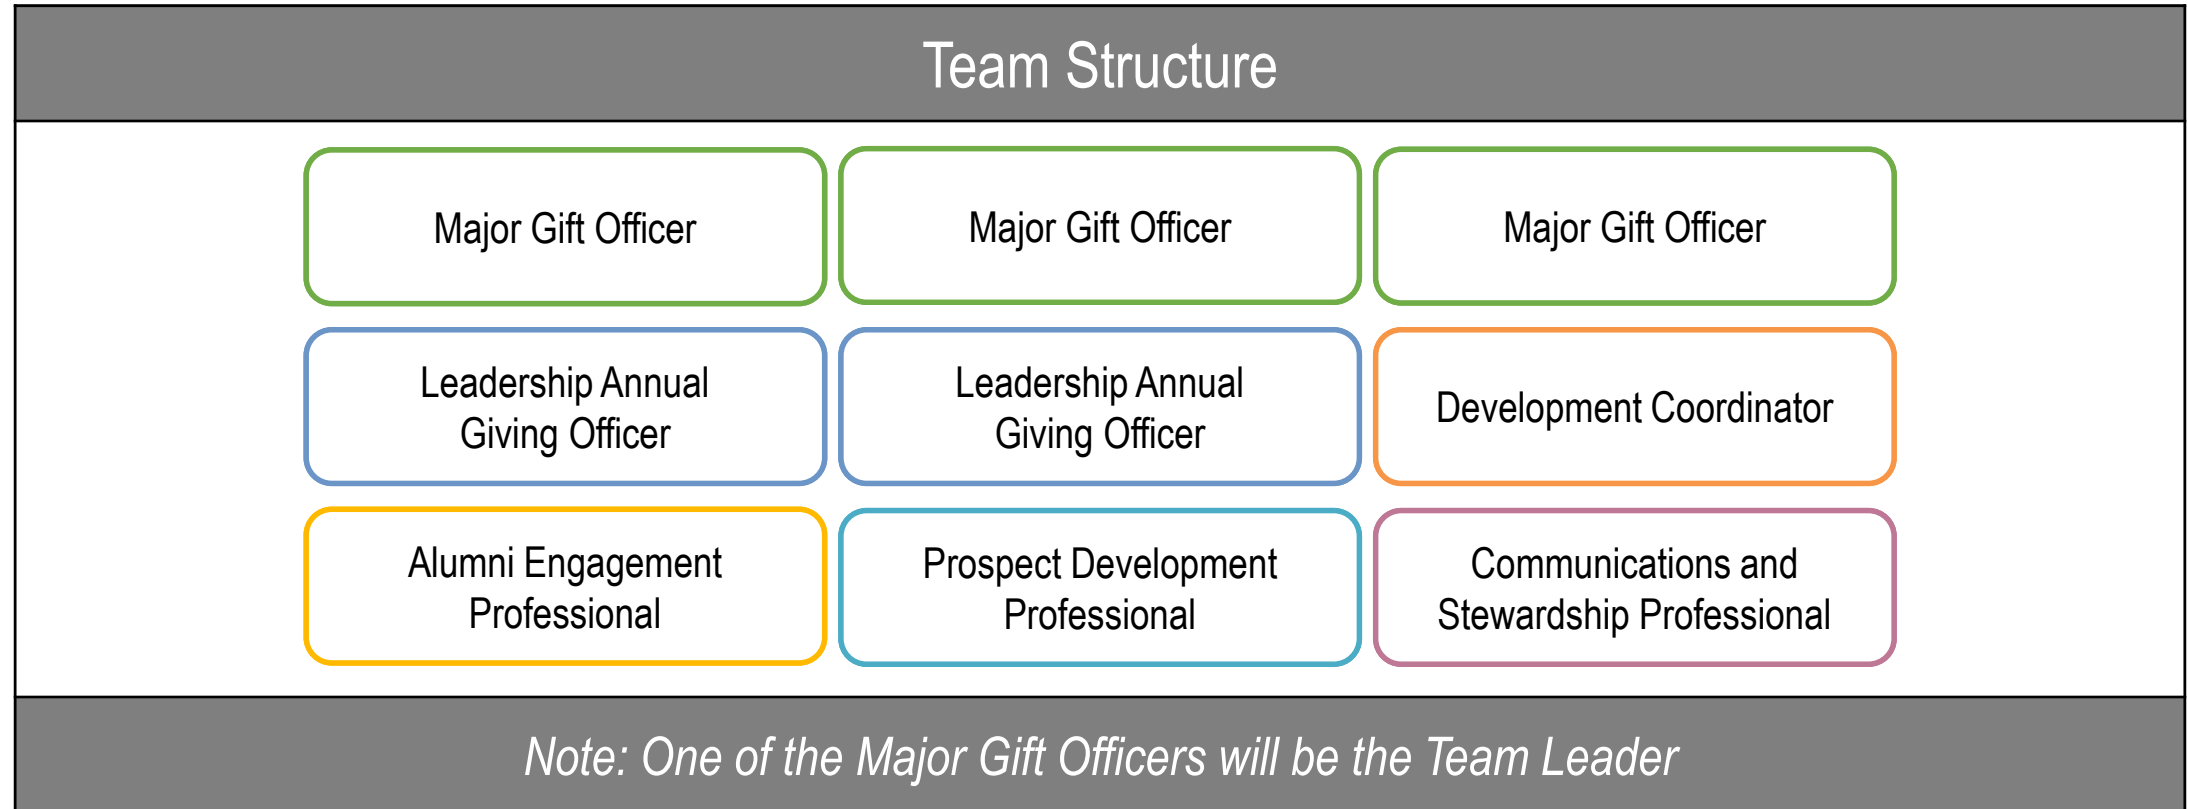 Team Structure
Major Gift Officer
Major Gift Officer
Major Gift Officer
Leadership Annual
Giving Officer
Leadership Annual
Giving Officer
Development Coordinator
Alumni Engagement
Professional
Prospect Development
Professional
Communications and
Stewardship Professional
Note: One of the Major Gift Officers will be the Team Leader